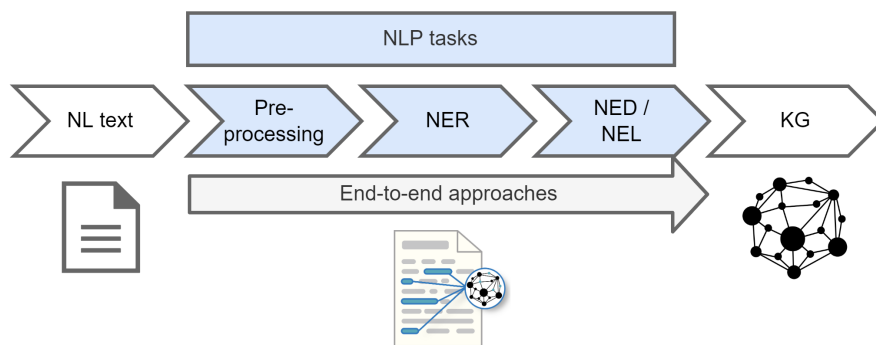 NLP tasks
NL text
Pre-
processing
NER
NED /
NEL
KG
End-to-end approaches